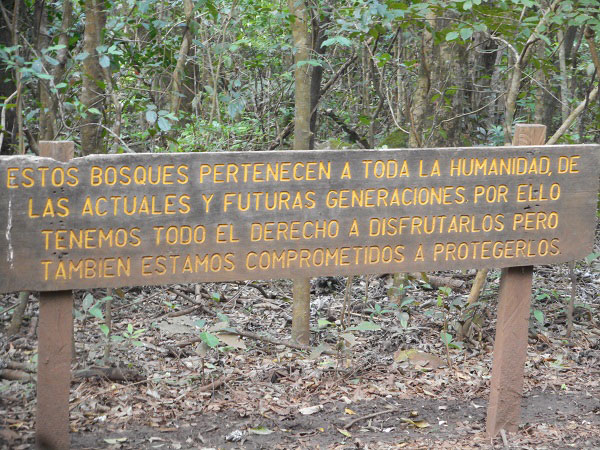 ESTOS BOSQUES PERTENECEN A TODA LA HUMANIDAD, DE
LAS ACTUALES Y FUTURAS GENERACIONES. POR ELLO
TENEMOS TODO EL DERECHO A DISFRUTARLOS PERO
TAMBIEN ESTAMOS COMPROMETIDOS A PROTEGERLOS.